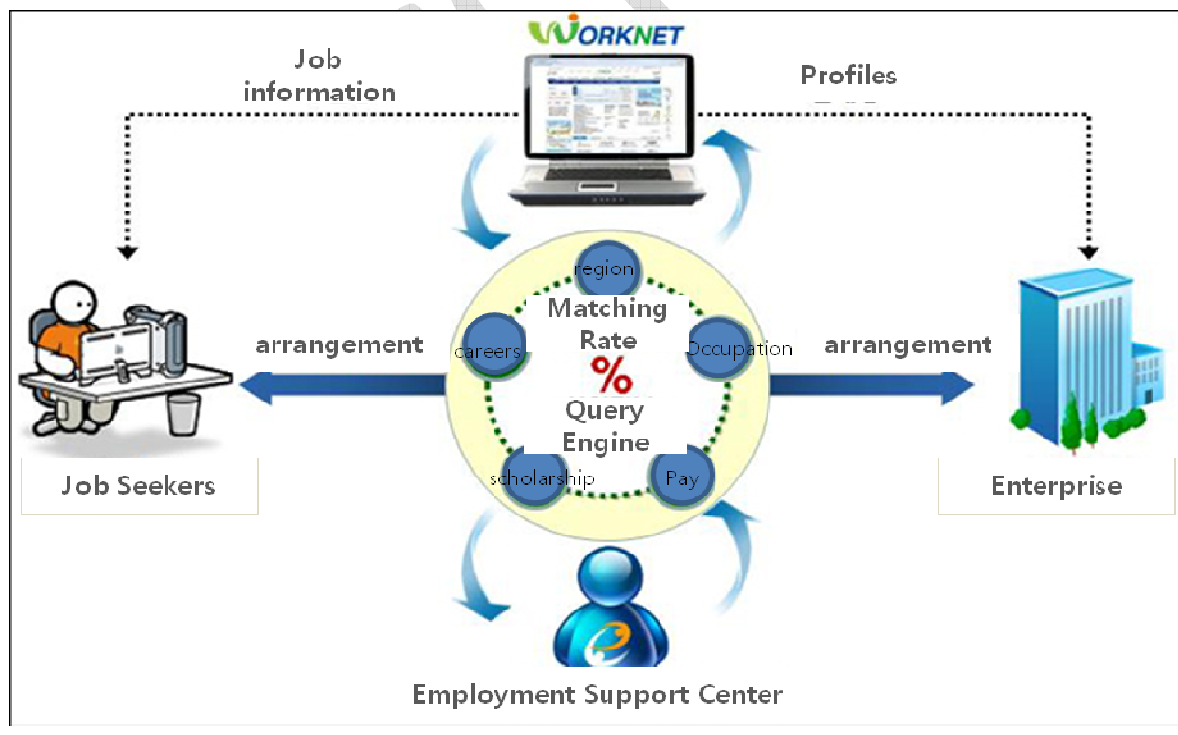 WORKNET
Job
information
Profiles
region
Matching
Rate
%
Query
Engine
careers
Occupation
scholarship
Pay
arrangement
arrangement
Job Seekers
Enterprise
Employment Support Center